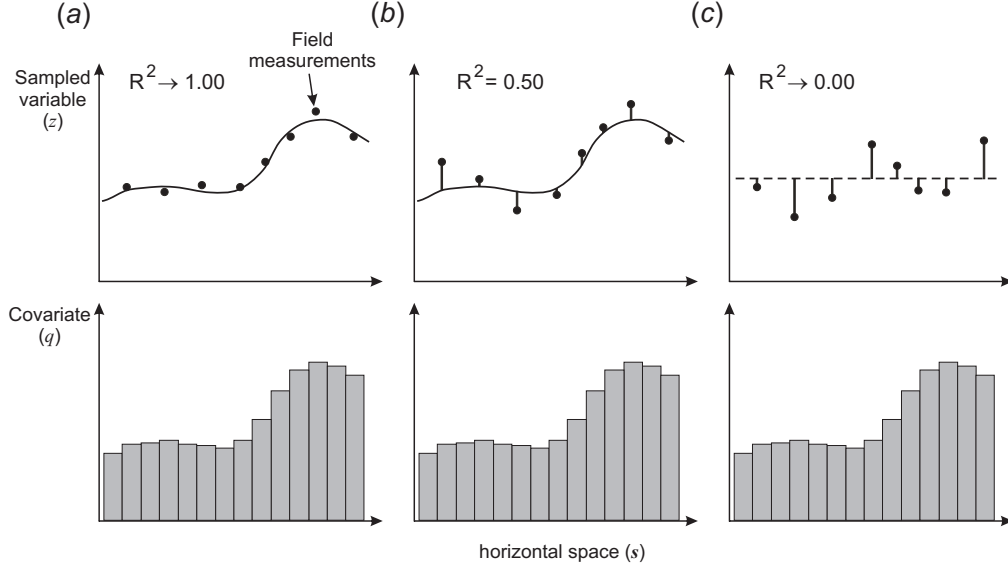 (a)
(b)
(c)
Field
measurements
Sampled
variable
(z)
R² → 1.00
R² = 0.50
R² → 0.00
Covariate
(q)
horizontal space (s)